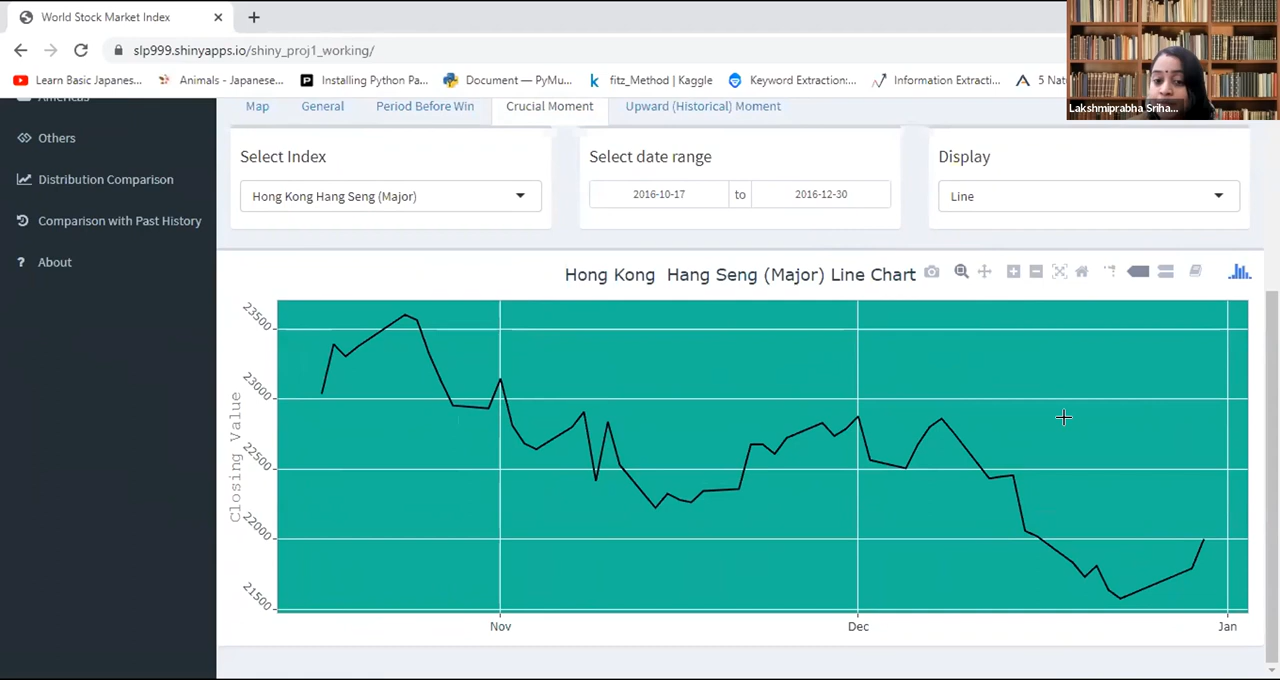 World Stock Market Index
slp999.shinyapps.io/shiny_proj1_working/
Learn Basic Japanes... Animals - Japanese... Installing Python Pa... Document — PyMu... fitz_Method | Kaggle Keyword Extraction:... Information Extracti... 5 Nat
Lakshmiprabha Sriha...
Americas
Map General Period Before Win Crucial Moment Upward (Historical) Moment
Others
Distribution Comparison
Comparison with Past History
About
Select Index Select date range Display
Hong Kong Hang Seng (Major) 2016-10-17 to 2016-12-30 Line
Hong Kong Hang Seng (Major) Line Chart
Closing Value
23500
23000
22500
22000
21500
Nov Dec Jan